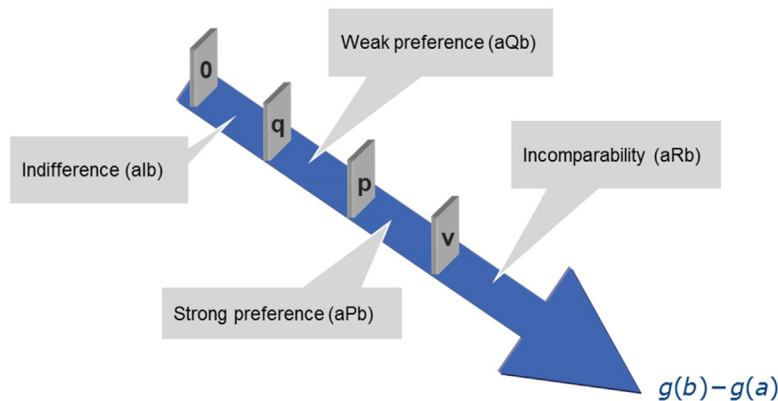 Weak preference (aQb)
0
q
Indifference (aIb)
p
Incomparability (aRb)
v
Strong preference (aPb)
g(b)−g(a)